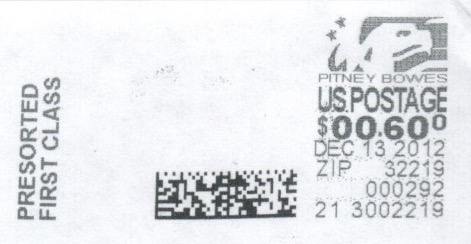 PRESORTED
FIRST CLASS
PITNEY BOWES
US POSTAGE
$00.60⁰
DEC 13 2012
ZIP 32219
000292
21 3002219